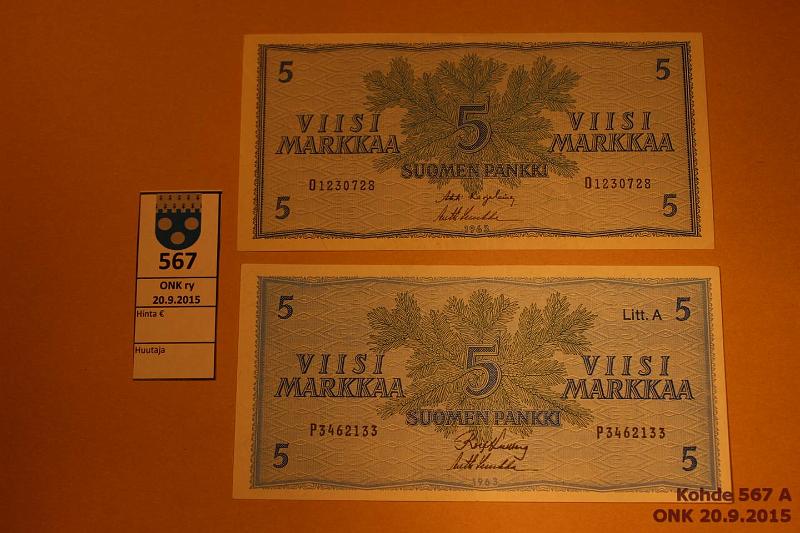 5 5
VIISI MARKKAA 5 VIISI MARKKAA
SUOMEN PANKKI
O1230728 O1230728
5 5
1963
567
ONK ry
20.9.2015
Hinta €
Huutaja
5 Litt. A 5
VIISI MARKKAA 5 VIISI MARKKAA
SUOMEN PANKKI
P3462133 P3462133
5 5
1963
Kohde 567 A
ONK 20.9.2015